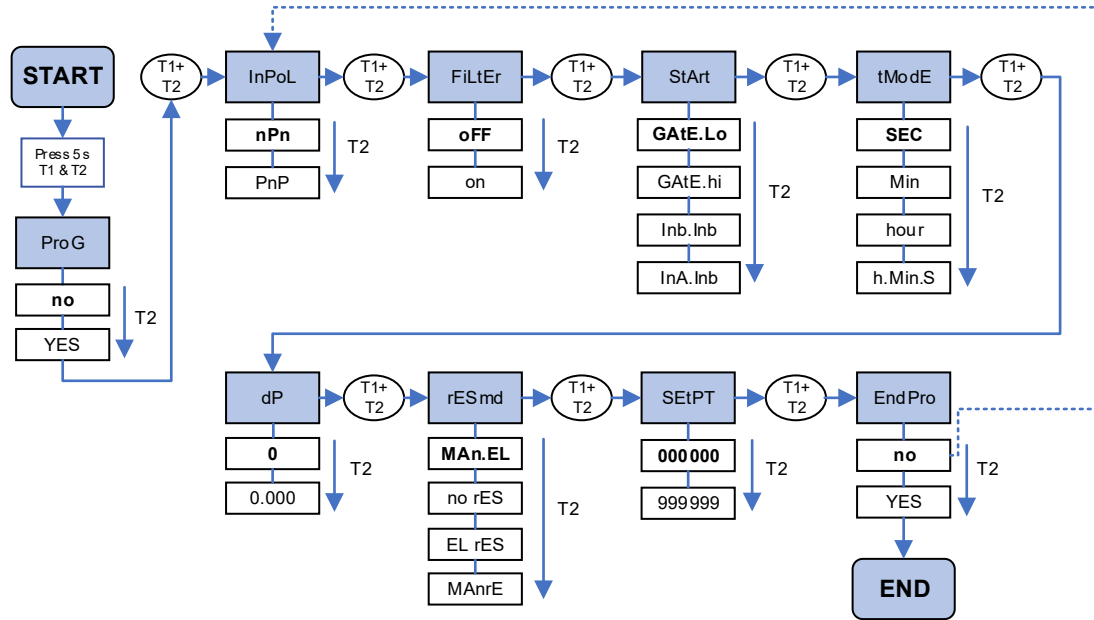 START
Press 5 s
T1 & T2
ProG
no
YES
T2
T1+
T2
InPoL
nPn
PnP
T2
T1+
T2
FiLtEr
oFF
on
T2
T1+
T2
StArt
GAtE.Lo
GAtE.hi
Inb.Inb
InA.Inb
T2
T1+
T2
tModE
SEC
Min
hour
h.Min.S
T2
T1+
T2
dP
0
0.000
T2
T1+
T2
rESmd
MAn.EL
no rES
EL rES
MAnrE
T2
T1+
T2
SEtPT
000000
999999
T2
T1+
T2
EndPro
no
YES
T2
END